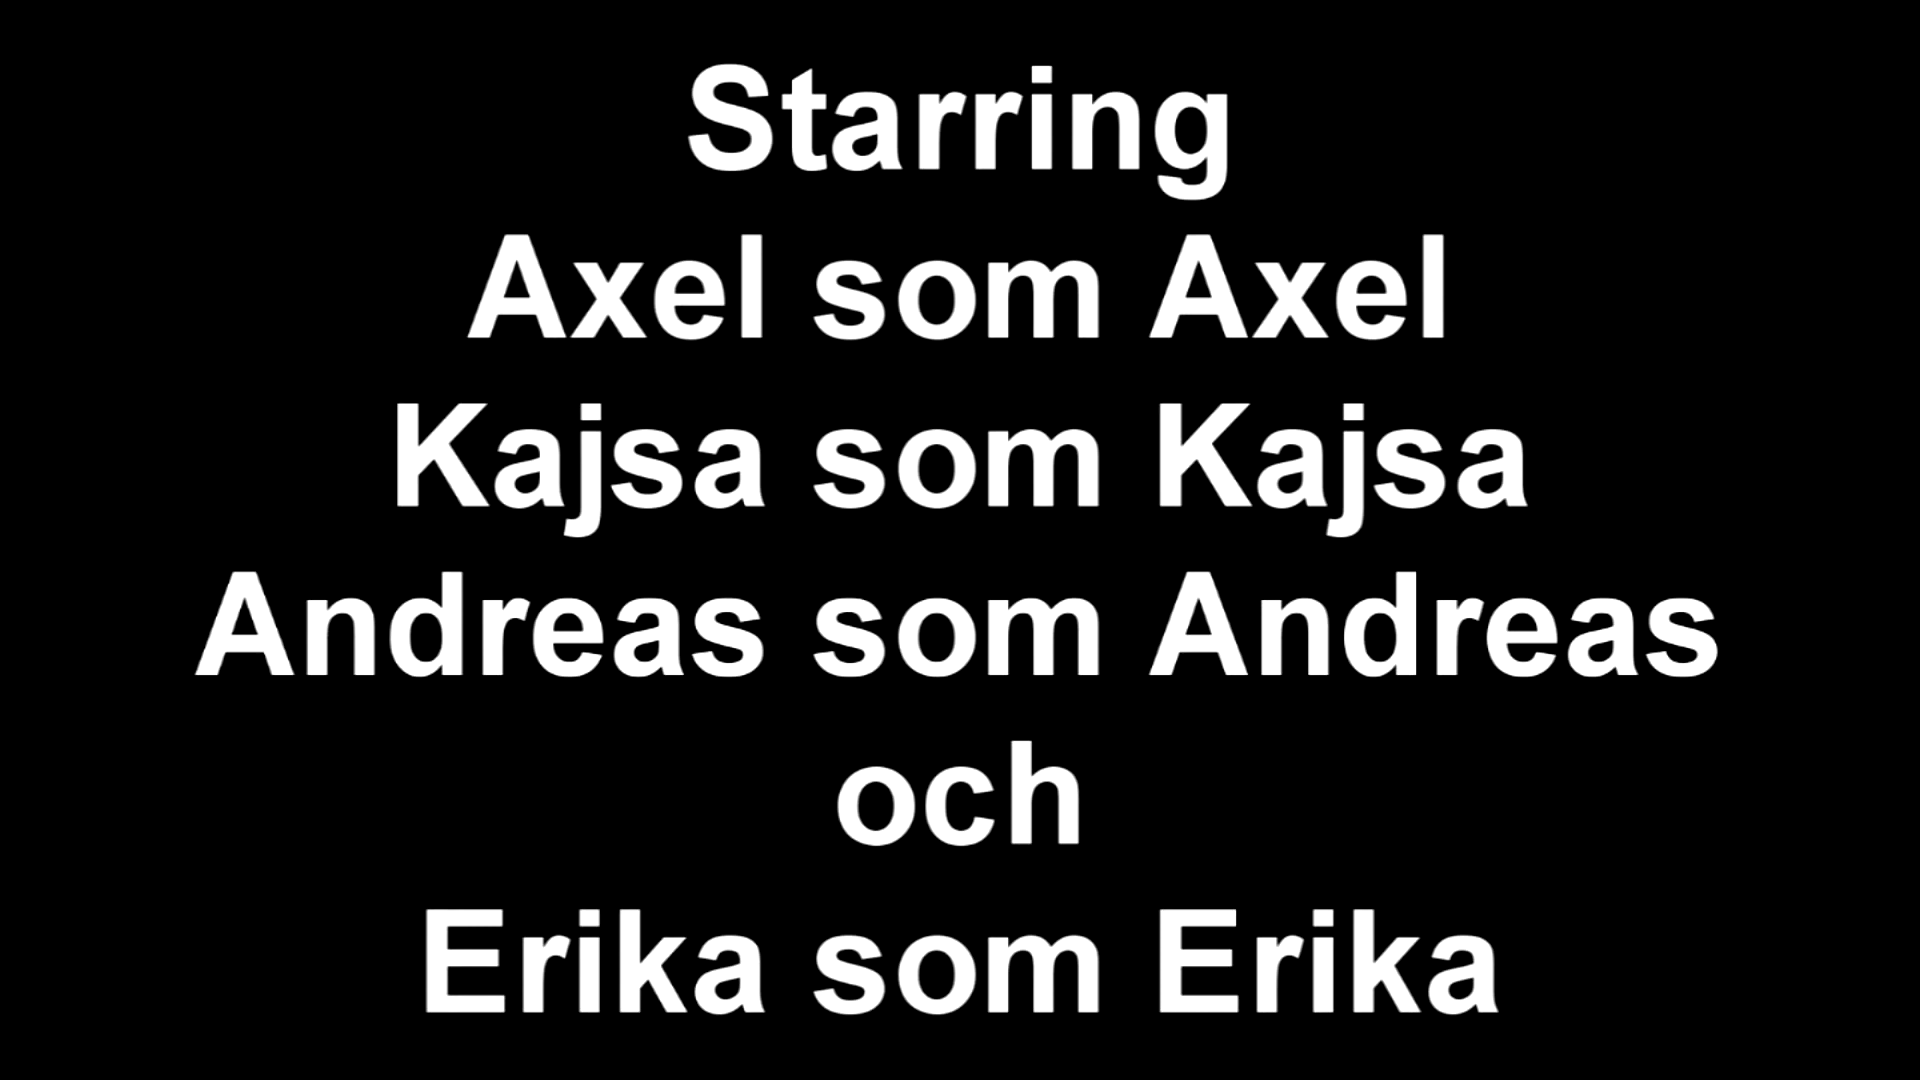 Starring
Axel som Axel
Kajsa som Kajsa
Andreas som Andreas
och
Erika som Erika